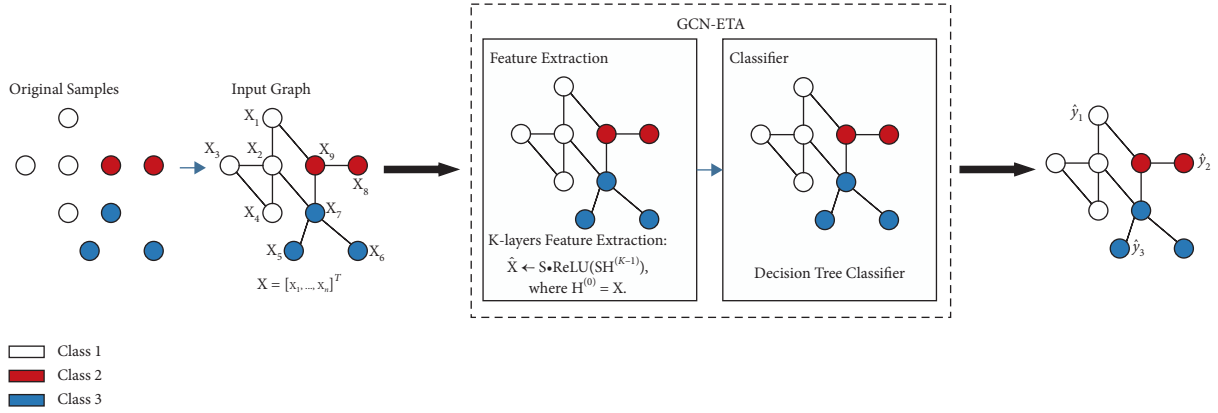 GCN-ETA
Original Samples
Input Graph
Feature Extraction
Classifier
X1
X3
X2
X9
X8
X4
X7
X5
X6
X = [x1, ..., xn]^T
K-layers Feature Extraction:
X̂ ← S•ReLU(SH^(K–1)),
where H^(0) = X.
Decision Tree Classifier
ŷ1
ŷ2
ŷ3
Class 1
Class 2
Class 3